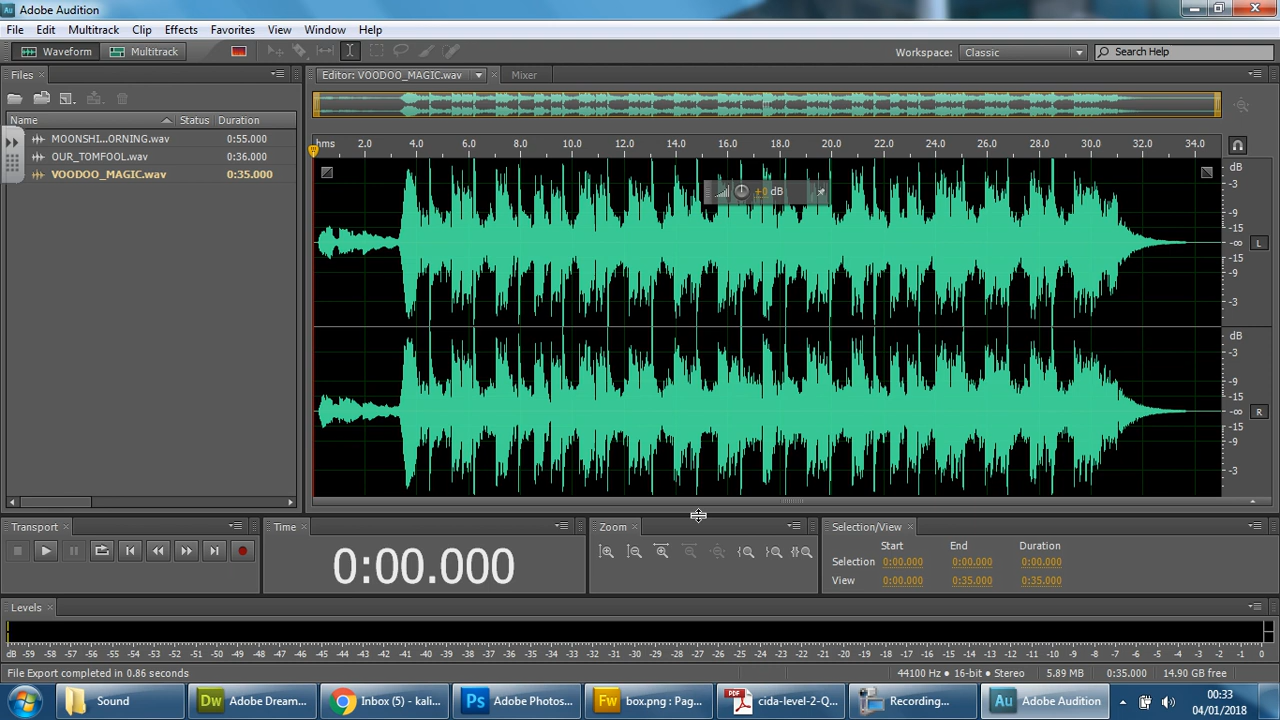 Au Adobe Audition
File Edit Multitrack Clip Effects Favorites View Window Help
Waveform Multitrack Workspace: Classic Search Help
Files Editor: VOODOO_MAGIC.wav Mixer
Name Status Duration
MOONSHI...ORNING.wav 0:55.000
OUR_TOMFOOL.wav 0:36.000
VOODOO_MAGIC.wav 0:35.000
hms 2.0 4.0 6.0 8.0 10.0 12.0 14.0 16.0 18.0 20.0 22.0 24.0 26.0 28.0 30.0 32.0 34.0
dB
-3
+0 dB
-9
-15
-∞ L
-15
-9
-3
dB
-3
-9
-15
-∞ R
-15
-9
-3
Transport Time Zoom Selection/View
0:00.000
Start End Duration
Selection 0:00.000 0:00.000 0:00.000
View 0:00.000 0:35.000 0:35.000
Levels
dB -59 -58 -57 -56 -55 -54 -53 -52 -51 -50 -49 -48 -47 -46 -45 -44 -43 -42 -41 -40 -39 -38 -37 -36 -35 -34 -33 -32 -31 -30 -29 -28 -27 -26 -25 -24 -23 -22 -21 -20 -19 -18 -17 -16 -15 -14 -13 -12 -11 -10 -9 -8 -7 -6 -5 -4 -3 -2 -1 0
File Export completed in 0.86 seconds 44100 Hz • 16-bit • Stereo 5.89 MB 0:35.000 14.90 GB free
Sound Dw Adobe Dream... Inbox (5) - kali... Ps Adobe Photos... Fw box.png : Pag... PDF cida-level-2-Q... Recording... Au Adobe Audition 00:33
04/01/2018